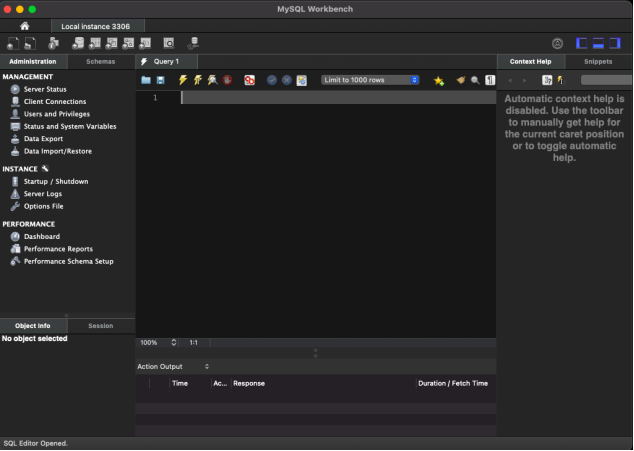 MySQL Workbench
Local instance 3306
Administration
Schemas
MANAGEMENT
Server Status
Client Connections
Users and Privileges
Status and System Variables
Data Export
Data Import/Restore
INSTANCE
Startup / Shutdown
Server Logs
Options File
PERFORMANCE
Dashboard
Performance Reports
Performance Schema Setup
Object Info
Session
No object selected
Query 1
Limit to 1000 rows
1
100%
1:1
Action Output
Time
Ac...
Response
Duration / Fetch Time
Context Help
Snippets
Automatic context help is
disabled. Use the toolbar
to manually get help for
the current caret position
or to toggle automatic
help.
SQL Editor Opened.